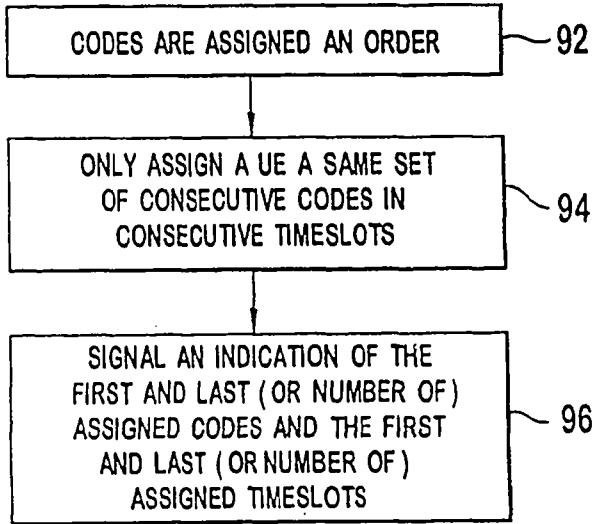 CODES ARE ASSIGNED AN ORDER
92
ONLY ASSIGN A UE A SAME SET
OF CONSECUTIVE CODES IN
CONSECUTIVE TIMESLOTS
94
SIGNAL AN INDICATION OF THE
FIRST AND LAST (OR NUMBER OF)
ASSIGNED CODES AND THE FIRST
AND LAST (OR NUMBER OF)
ASSIGNED TIMESLOTS
96